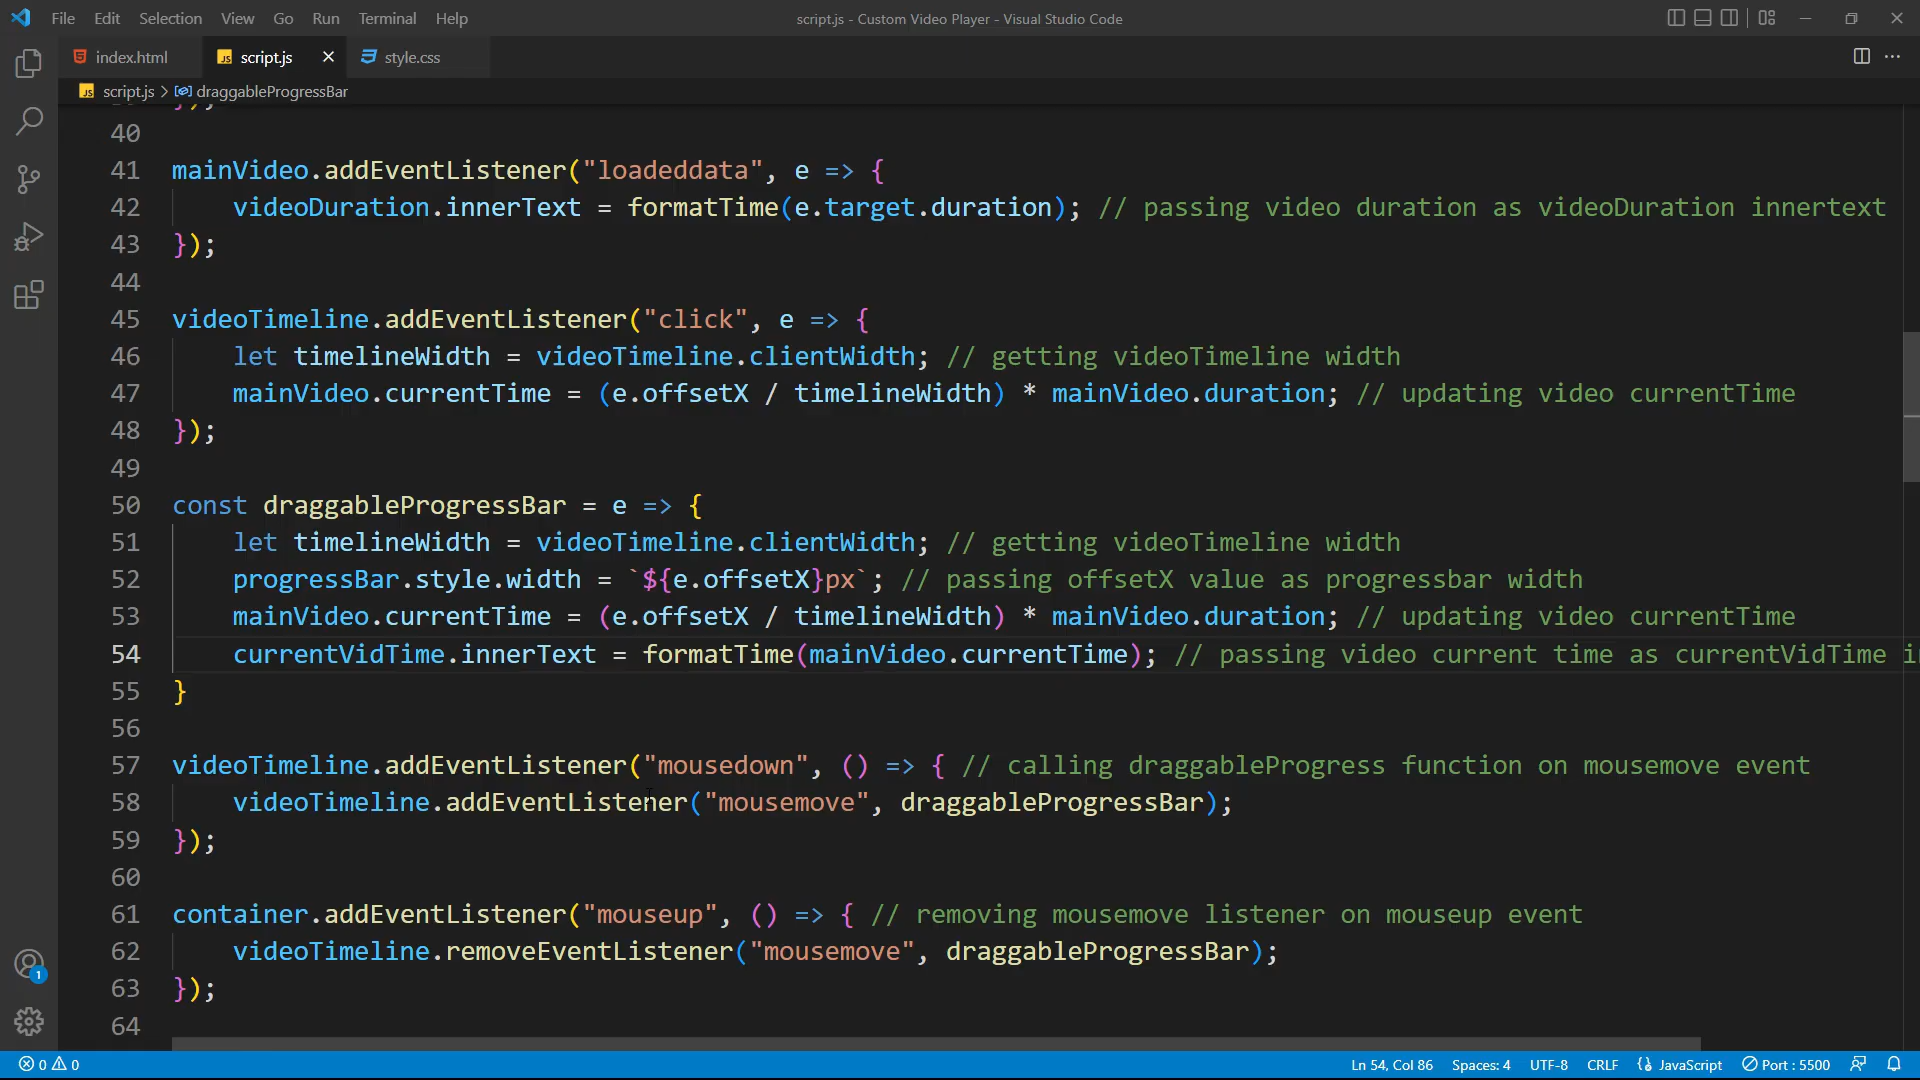 File Edit Selection View Go Run Terminal Help script.js - Custom Video Player - Visual Studio Code
index.html JS script.js style.css
JS script.js > draggableProgressBar
40
41 mainVideo.addEventListener("loadeddata", e => {
42 videoDuration.innerText = formatTime(e.target.duration); // passing video duration as videoDuration innertext
43 });
44
45 videoTimeline.addEventListener("click", e => {
46 let timelineWidth = videoTimeline.clientWidth; // getting videoTimeline width
47 mainVideo.currentTime = (e.offsetX / timelineWidth) * mainVideo.duration; // updating video currentTime
48 });
49
50 const draggableProgressBar = e => {
51 let timelineWidth = videoTimeline.clientWidth; // getting videoTimeline width
52 progressBar.style.width = `${e.offsetX}px`; // passing offsetX value as progressbar width
53 mainVideo.currentTime = (e.offsetX / timelineWidth) * mainVideo.duration; // updating video currentTime
54 currentVidTime.innerText = formatTime(mainVideo.currentTime); // passing video current time as currentVidTime
55 }
56
57 videoTimeline.addEventListener("mousedown", () => { // calling draggableProgress function on mousemove event
58 videoTimeline.addEventListener("mousemove", draggableProgressBar);
59 });
60
61 container.addEventListener("mouseup", () => { // removing mousemove listener on mouseup event
62 videoTimeline.removeEventListener("mousemove", draggableProgressBar);
63 });
64
1
0 0 Ln 54, Col 86 Spaces: 4 UTF-8 CRLF {} JavaScript Port : 5500